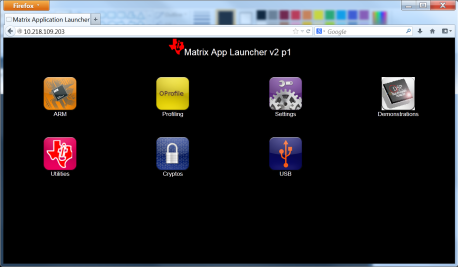 Firefox
Matrix Application Launcher
10.218.109.203
Google
Matrix App Launcher v2 p1
OProfile
DSP
ARM
Profiling
Settings
Demonstrations
Utilities
Cryptos
USB